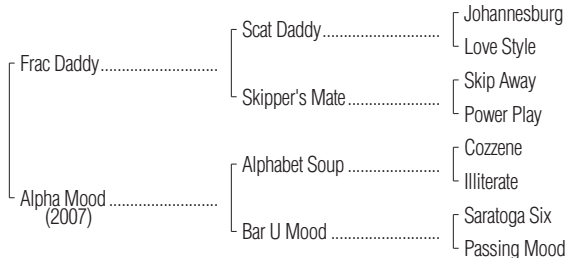 Johannesburg
Scat Daddy
Love Style
Frac Daddy
Skip Away
Skipper's Mate
Power Play
Cozzene
Alphabet Soup
Illiterate
Alpha Mood
(2007)
Saratoga Six
Bar U Mood
Passing Mood